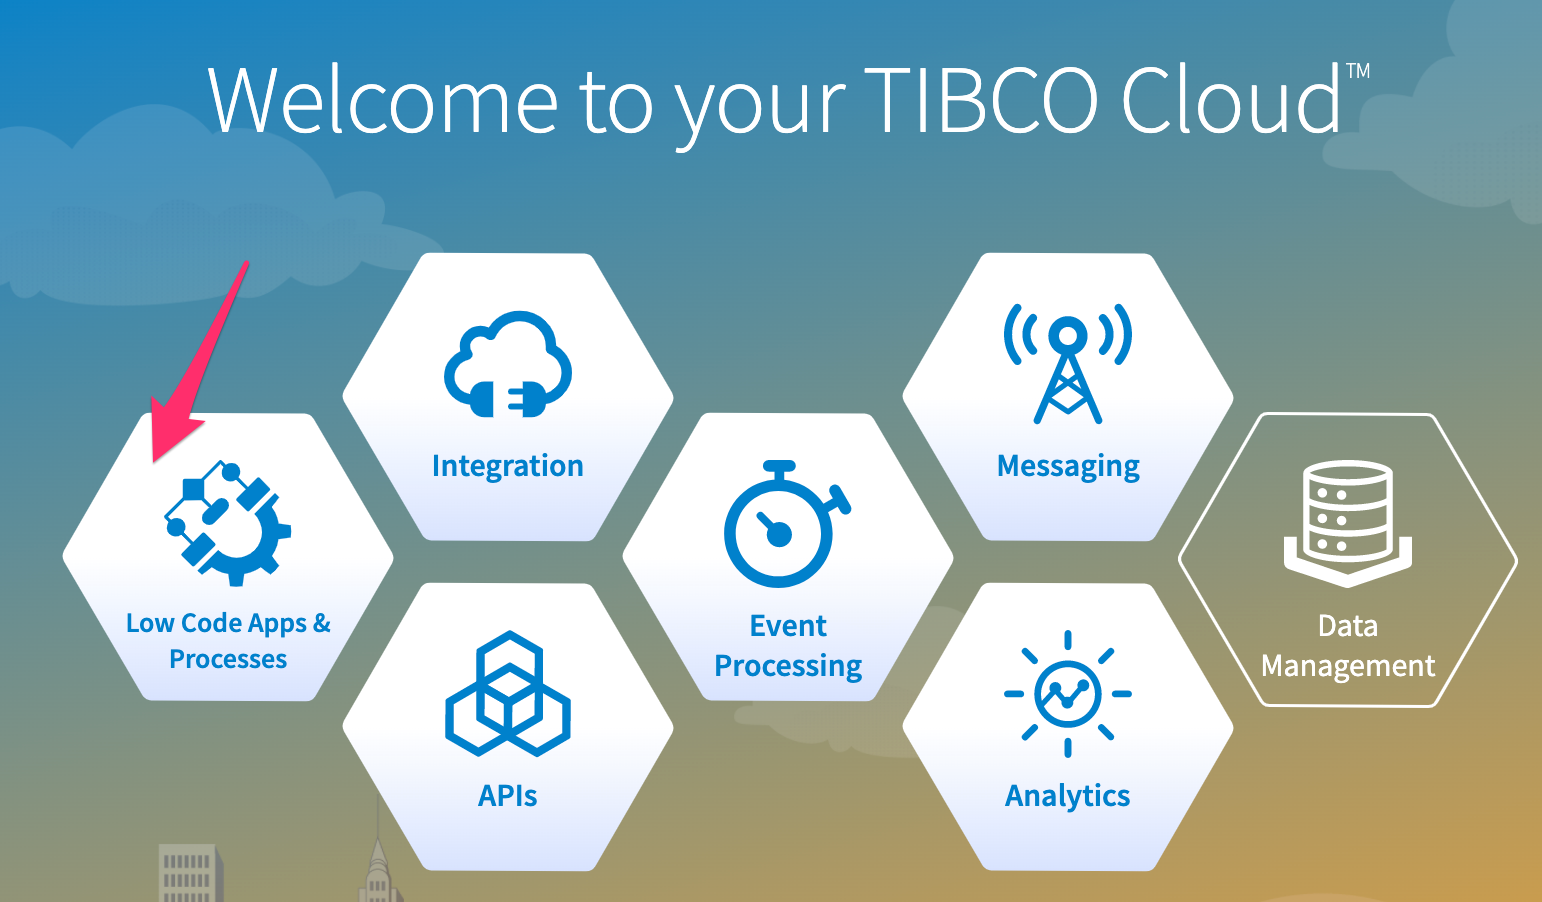 Welcome to your TIBCO Cloud™
Integration
Messaging
Low Code Apps &
Processes
Event
Processing
Data
Management
APIs
Analytics